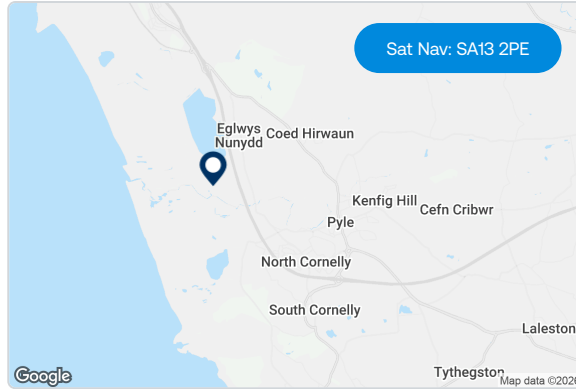 Sat Nav: SA13 2PE
Eglwys
Nunydd
Coed Hirwaun
Kenfig Hill
Cefn Cribwr
Pyle
North Cornelly
South Cornelly
Laleston
Tythegston
Google
Map data ©2026